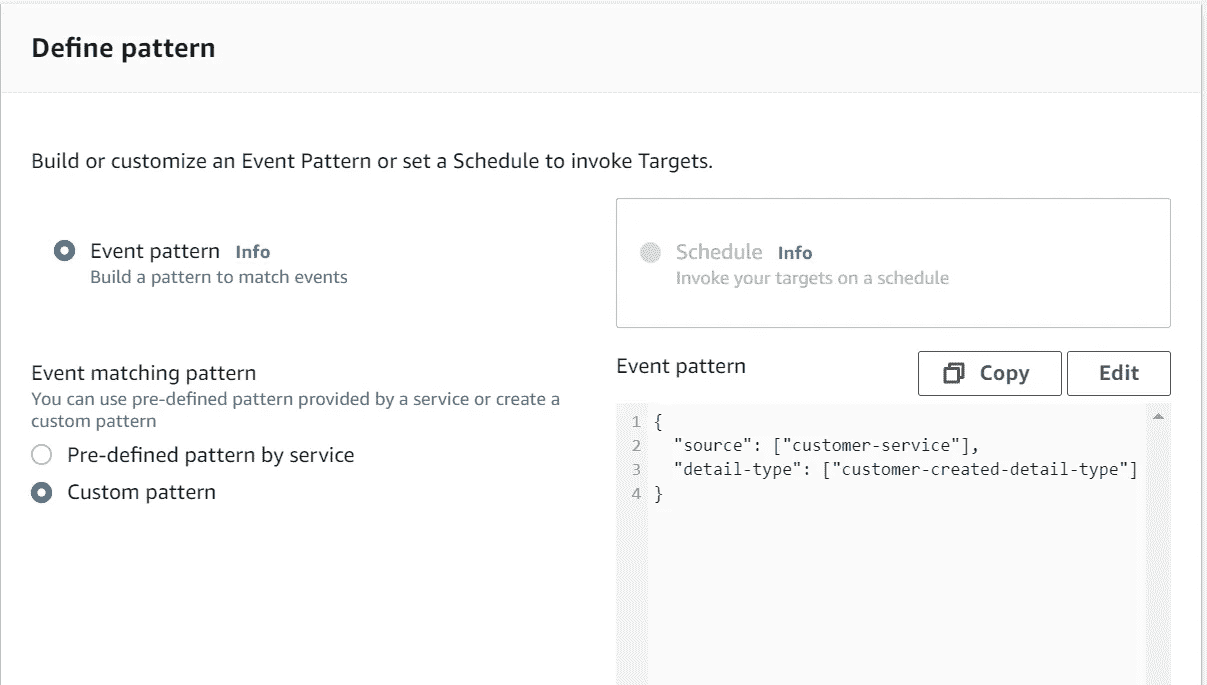 Define pattern
Build or customize an Event Pattern or set a Schedule to invoke Targets.
Event pattern Info
Build a pattern to match events
Schedule Info
Invoke your targets on a schedule
Event matching pattern
You can use pre-defined pattern provided by a service or create a
custom pattern
Pre-defined pattern by service
Custom pattern
Event pattern
Copy
Edit
1 {
2 "source": ["customer-service"],
3 "detail-type": ["customer-created-detail-type"]
4 }